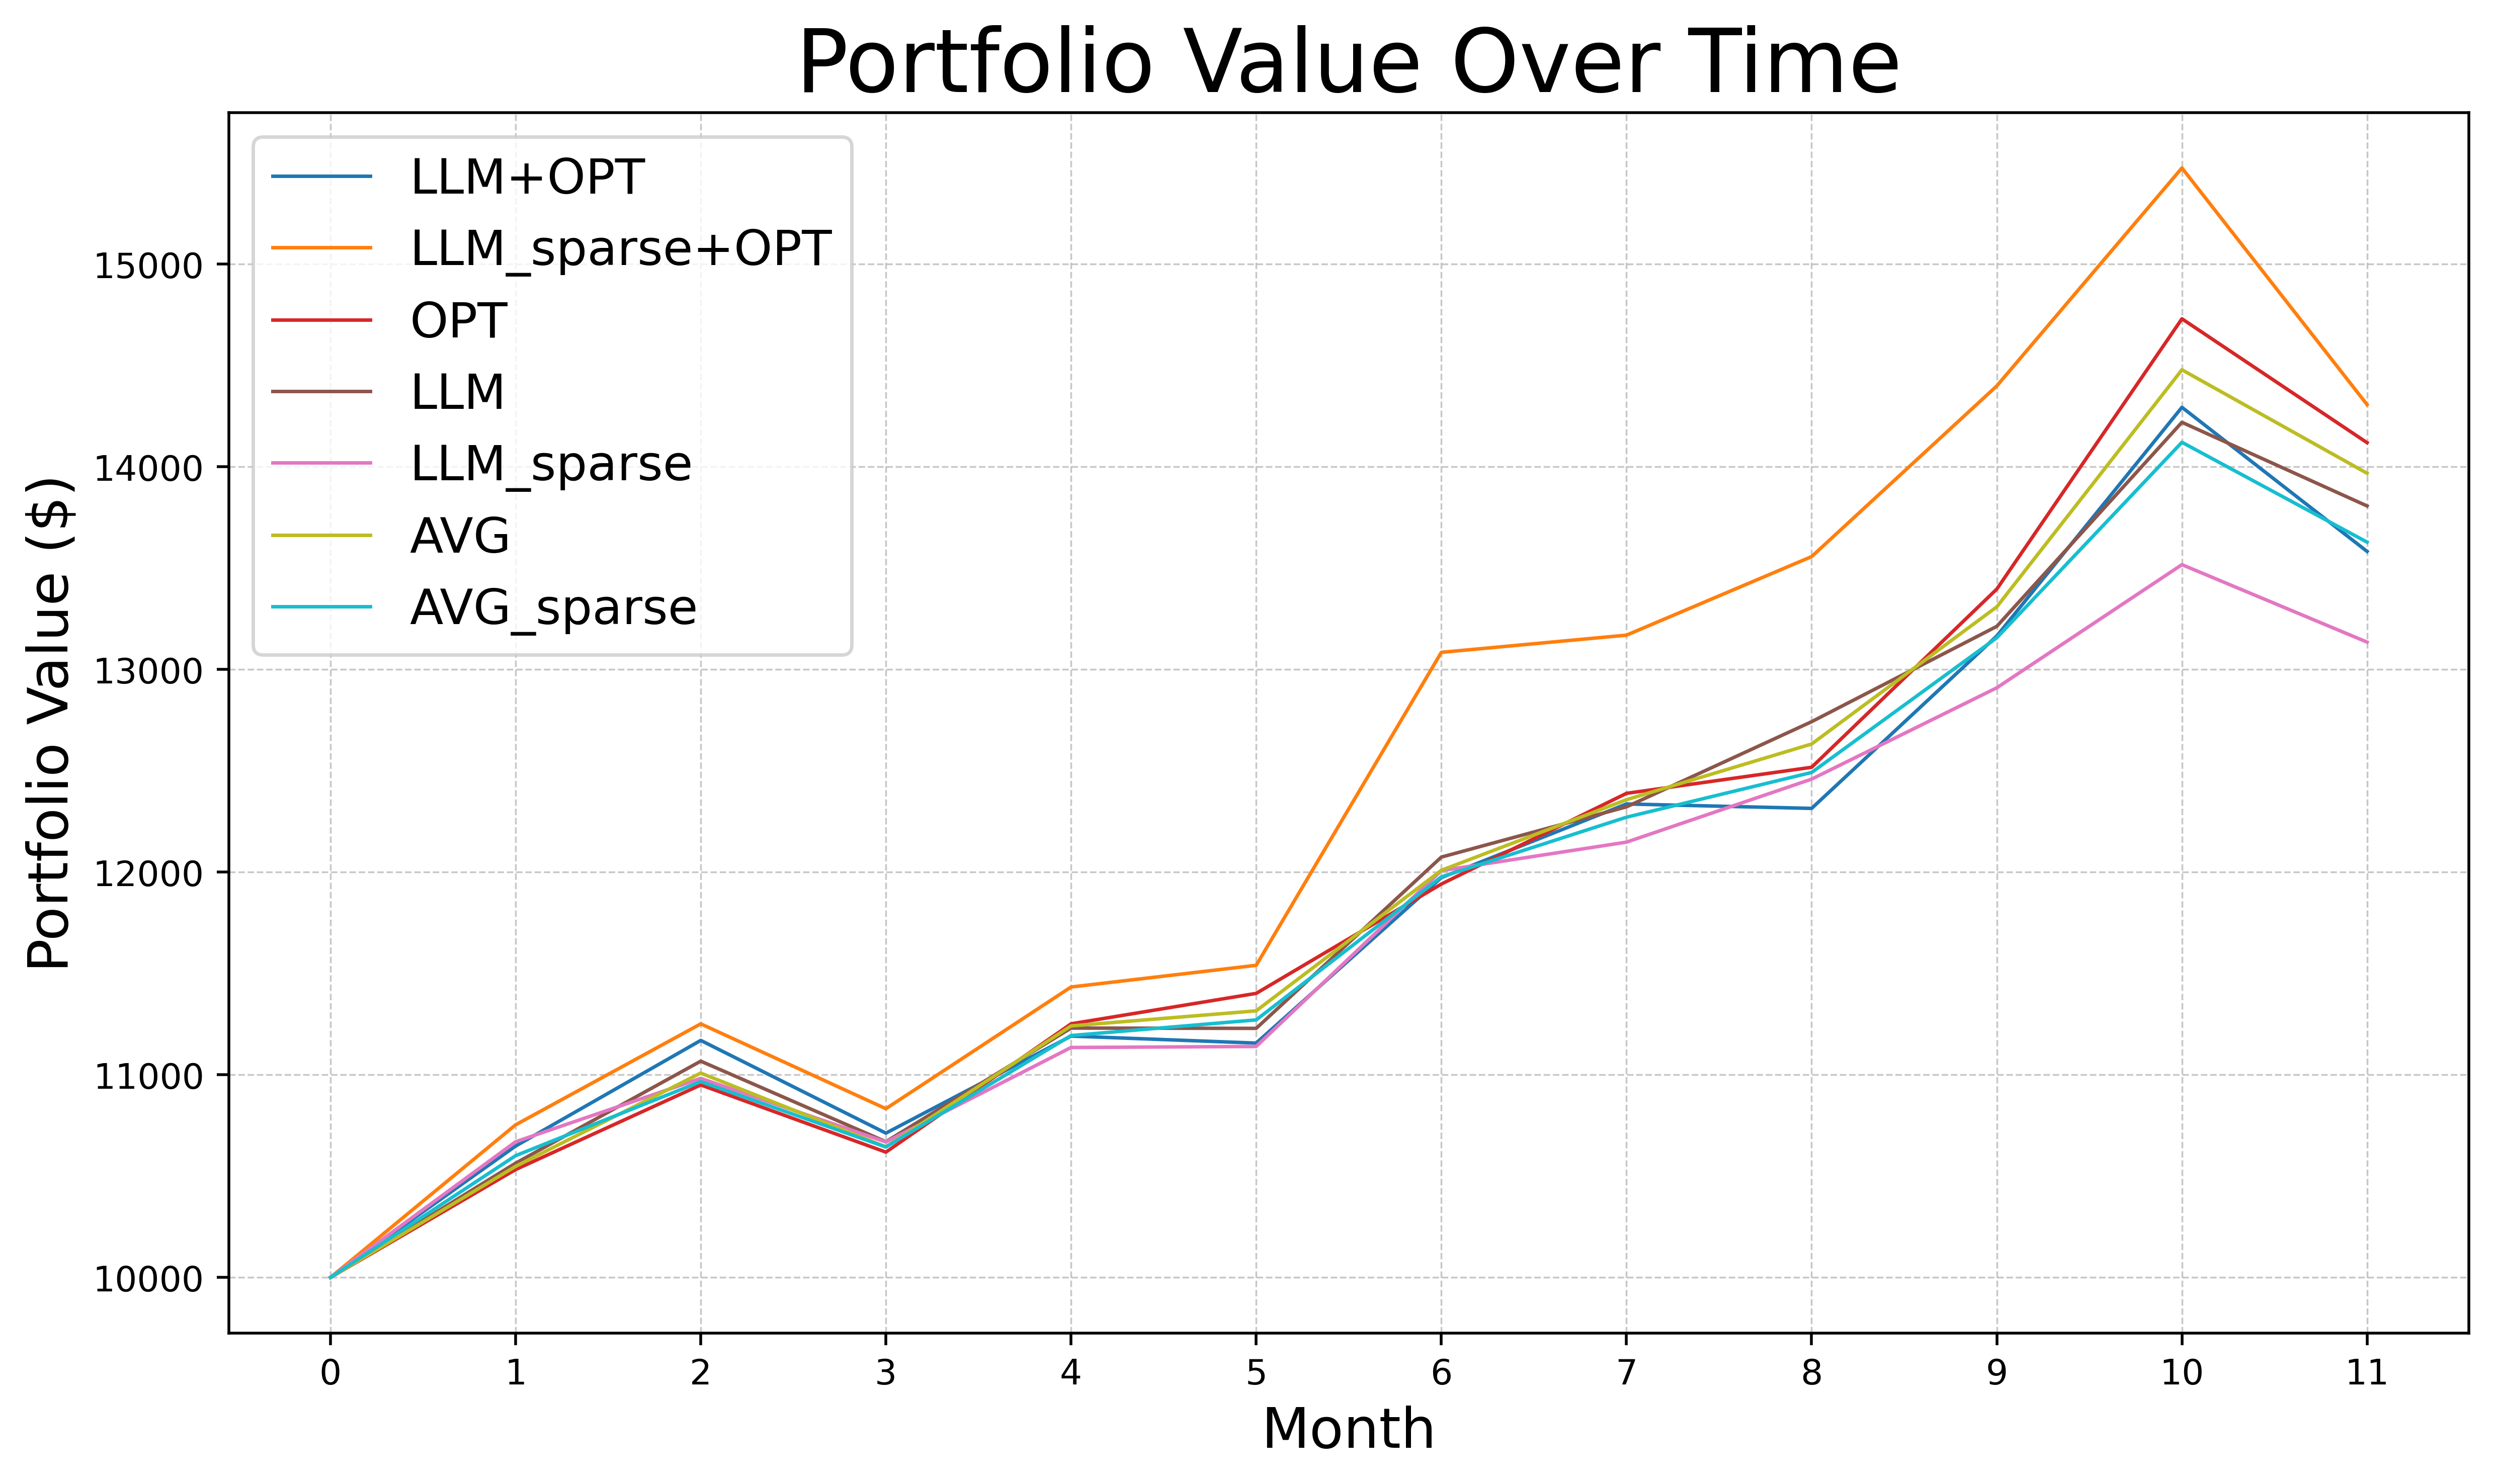 Portfolio Value Over Time
LLM+OPT
LLM_sparse+OPT
OPT
LLM
LLM_sparse
AVG
AVG_sparse
Portfolio Value ($)
15000
14000
13000
12000
11000
10000
0 1 2 3 4 5 6 7 8 9 10 11
Month